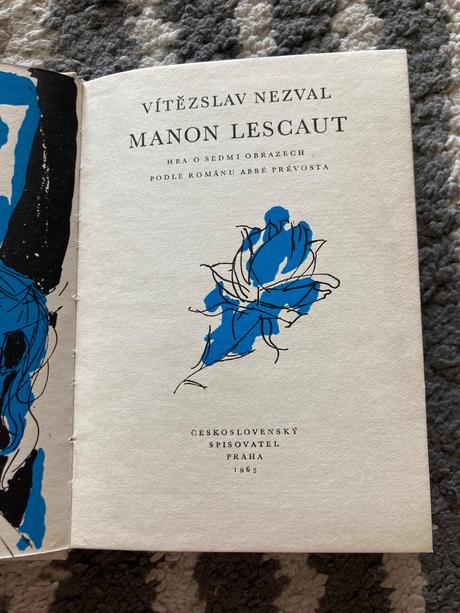 VÍTĚZSLAV NEZVAL
MANON LESCAUT
HRA O SEDMI OBRAZECH
PODLE ROMÁNU ABBÉ PRÉVOSTA
ČESKOSLOVENSKÝ
SPISOVATEL
PRAHA
1963